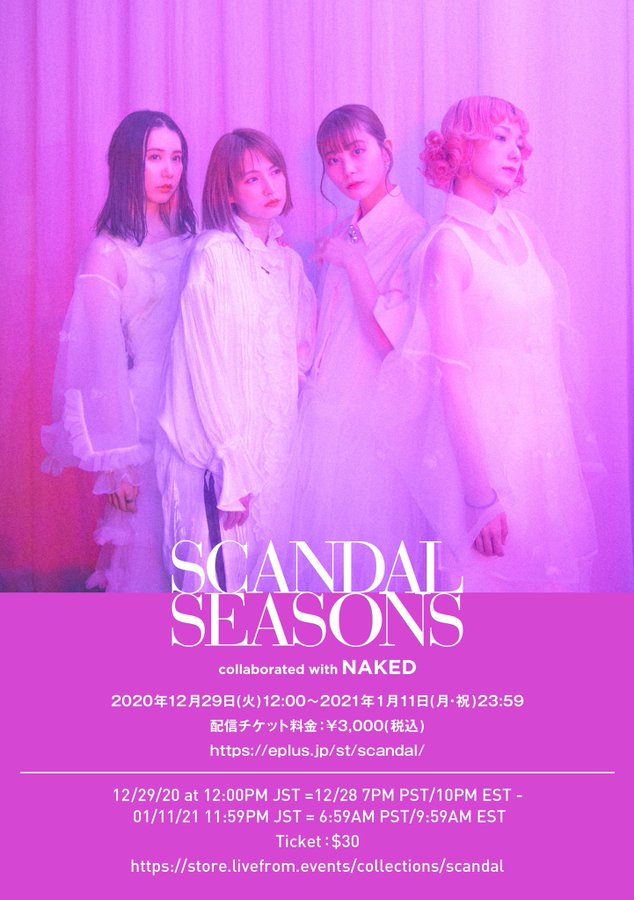 SCANDAL
SEASONS
collaborated with NAKED
2020年12月29日(火)12:00〜2021年1月11日(月・祝)23:59
配信チケット料金:¥3,000(税込)
https://eplus.jp/st/scandal/
12/29/20 at 12:00PM JST =12/28 7PM PST/10PM EST -
01/11/21 11:59PM JST = 6:59AM PST/9:59AM EST
Ticket:$30
https://store.livefrom.events/collections/scandal